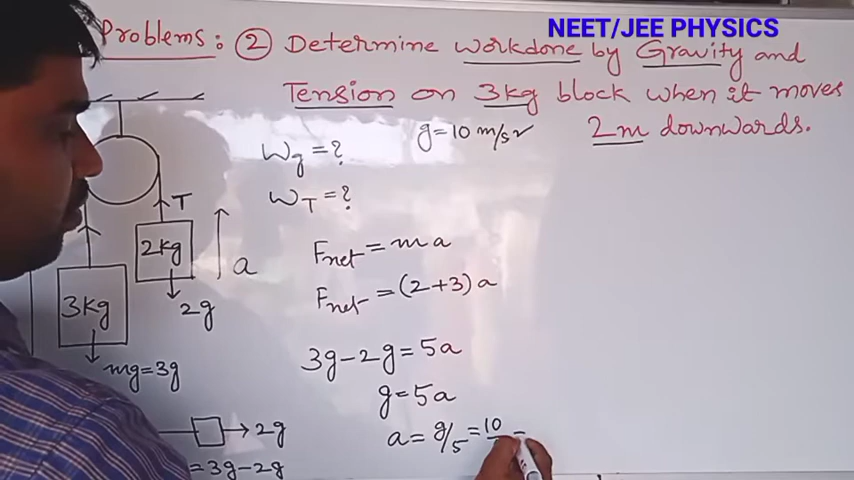 NEET/JEE PHYSICS
Problems: ② Determine workdone by Gravity and
Tension on 3kg block when it moves
2m downwards.
g=10 m/s²
Wg=?
WT=?
T
2kg
a
2g
3kg
mg=3g
Fnet=ma
Fnet=(2+3)a
3g-2g=5a
g=5a
a=g/5=10
2g
=3g-2g